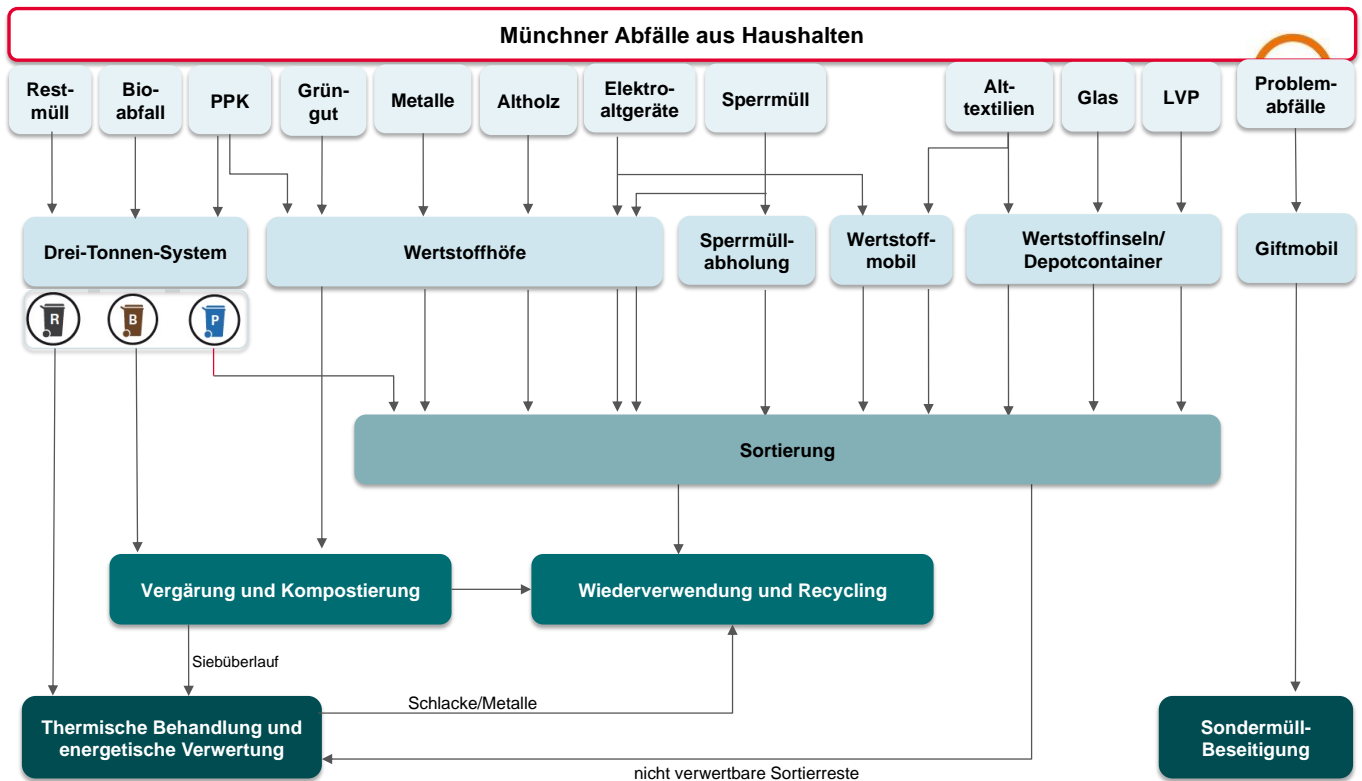 Münchner Abfälle aus Haushalten
Rest-
müll
Bio-
abfall
PPK
Grün-
gut
Metalle
Altholz
Elektro-
altgeräte
Sperrmüll
Alt-
textilien
Glas
LVP
Problem-
abfälle
Drei-Tonnen-System
Wertstoffhöfe
Sperrmüll-
abholung
Wertstoff-
mobil
Wertstoffinseln/
Depotcontainer
Giftmobil
R
B
P
Sortierung
Vergärung und Kompostierung
Wiederverwendung und Recycling
Siebüberlauf
Schlacke/Metalle
Thermische Behandlung und
energetische Verwertung
Sondermüll-
Beseitigung
nicht verwertbare Sortierreste